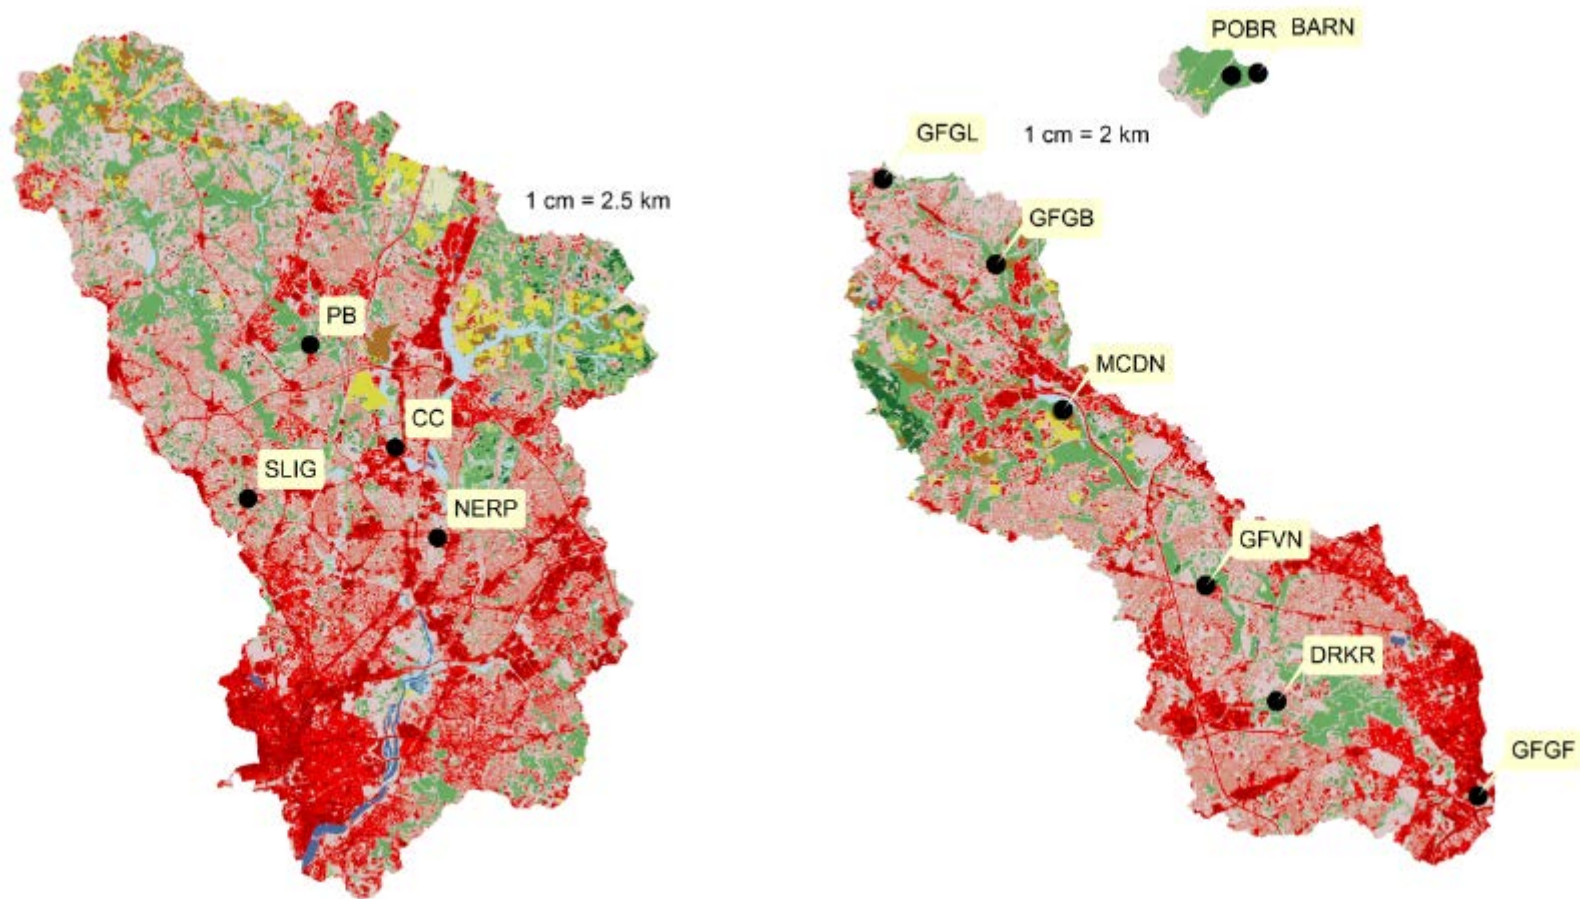 POBR BARN
GFGL
1 cm = 2 km
1 cm = 2.5 km
GFGB
PB
MCDN
CC
SLIG
NERP
GFVN
DRKR
GFGF